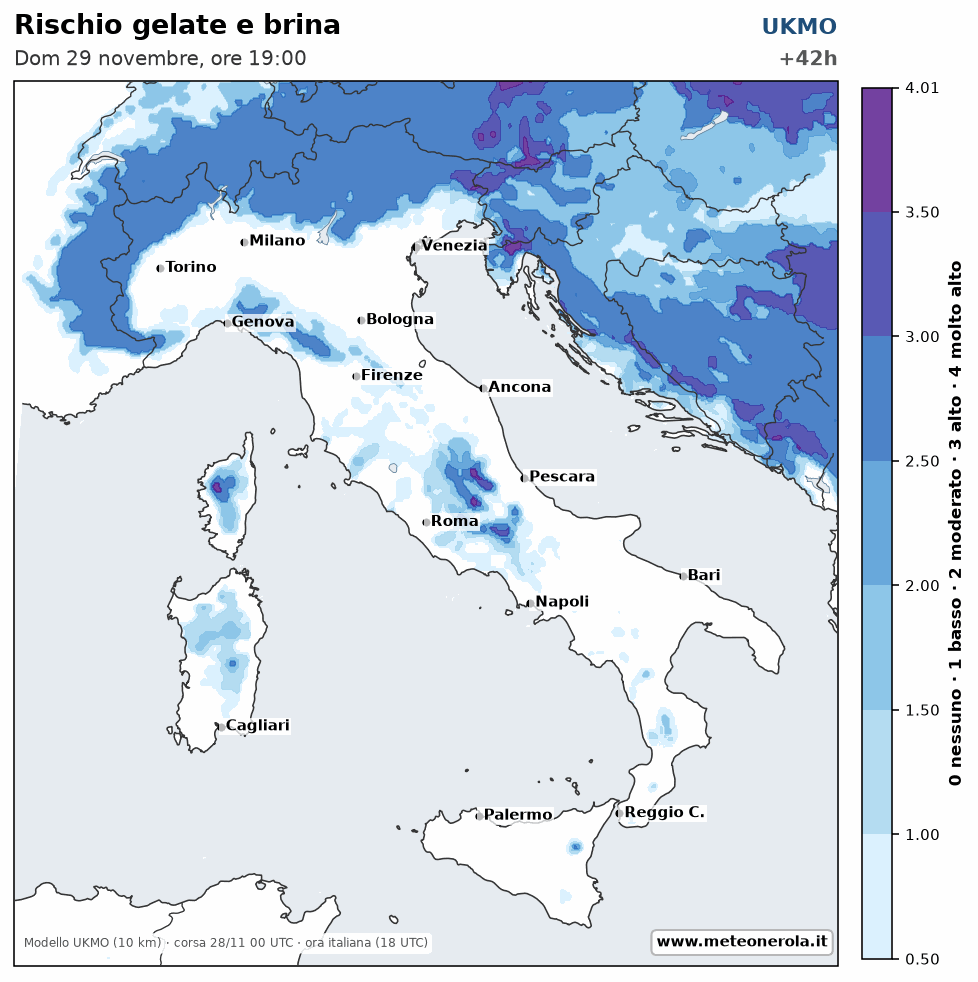 Rischio gelate e brina
UKMO
Dom 29 novembre, ore 19:00
+42h
4.01
3.50
3.00
2.50
2.00
1.50
1.00
0.50
0 nessuno · 1 basso · 2 moderato · 3 alto · 4 molto alto
Milano
Venezia
Torino
Genova
Bologna
Firenze
Ancona
Pescara
Roma
Bari
Napoli
Cagliari
Palermo
Reggio C.
Modello UKMO (10 km) · corsa 28/11 00 UTC · ora italiana (18 UTC)
www.meteonerola.it